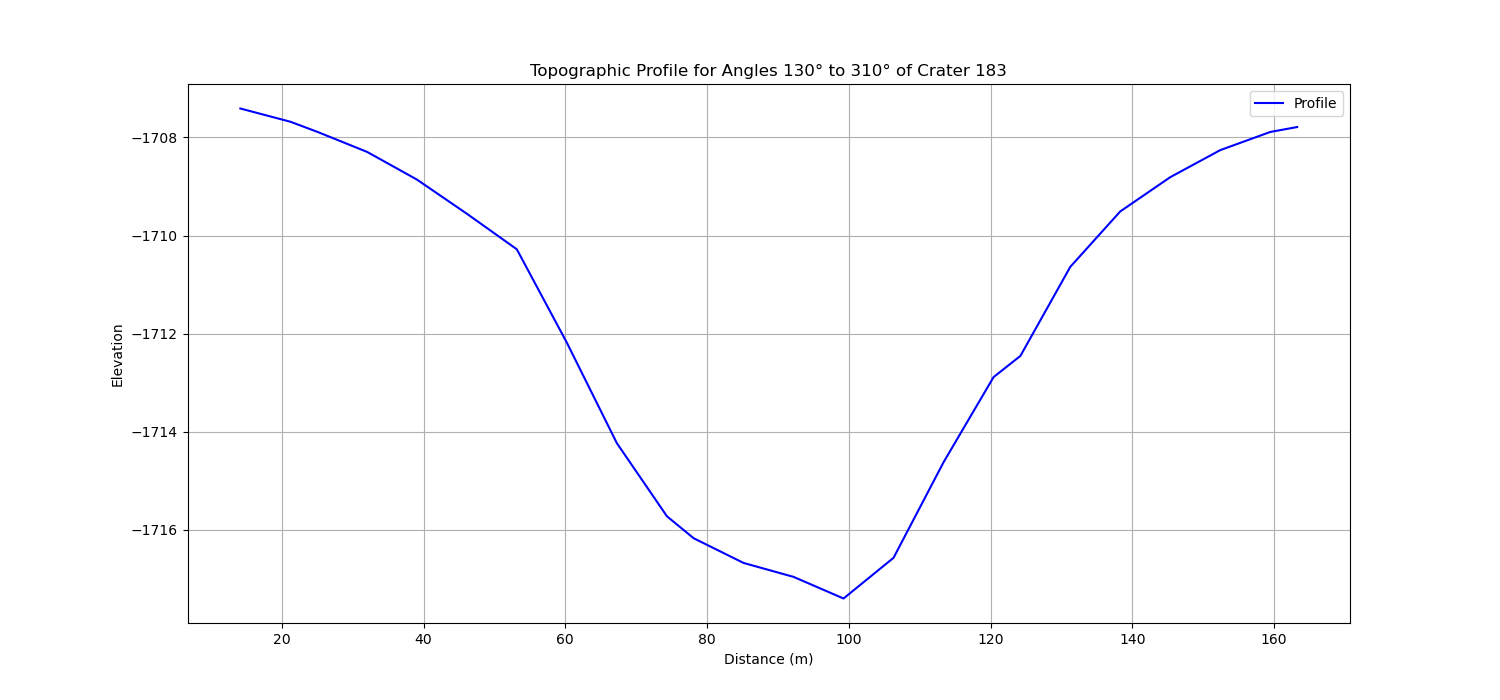 Topographic Profile for Angles 130° to 310° of Crater 183
Profile
−1708
−1710
−1712
−1714
−1716
Elevation
20 40 60 80 100 120 140 160
Distance (m)